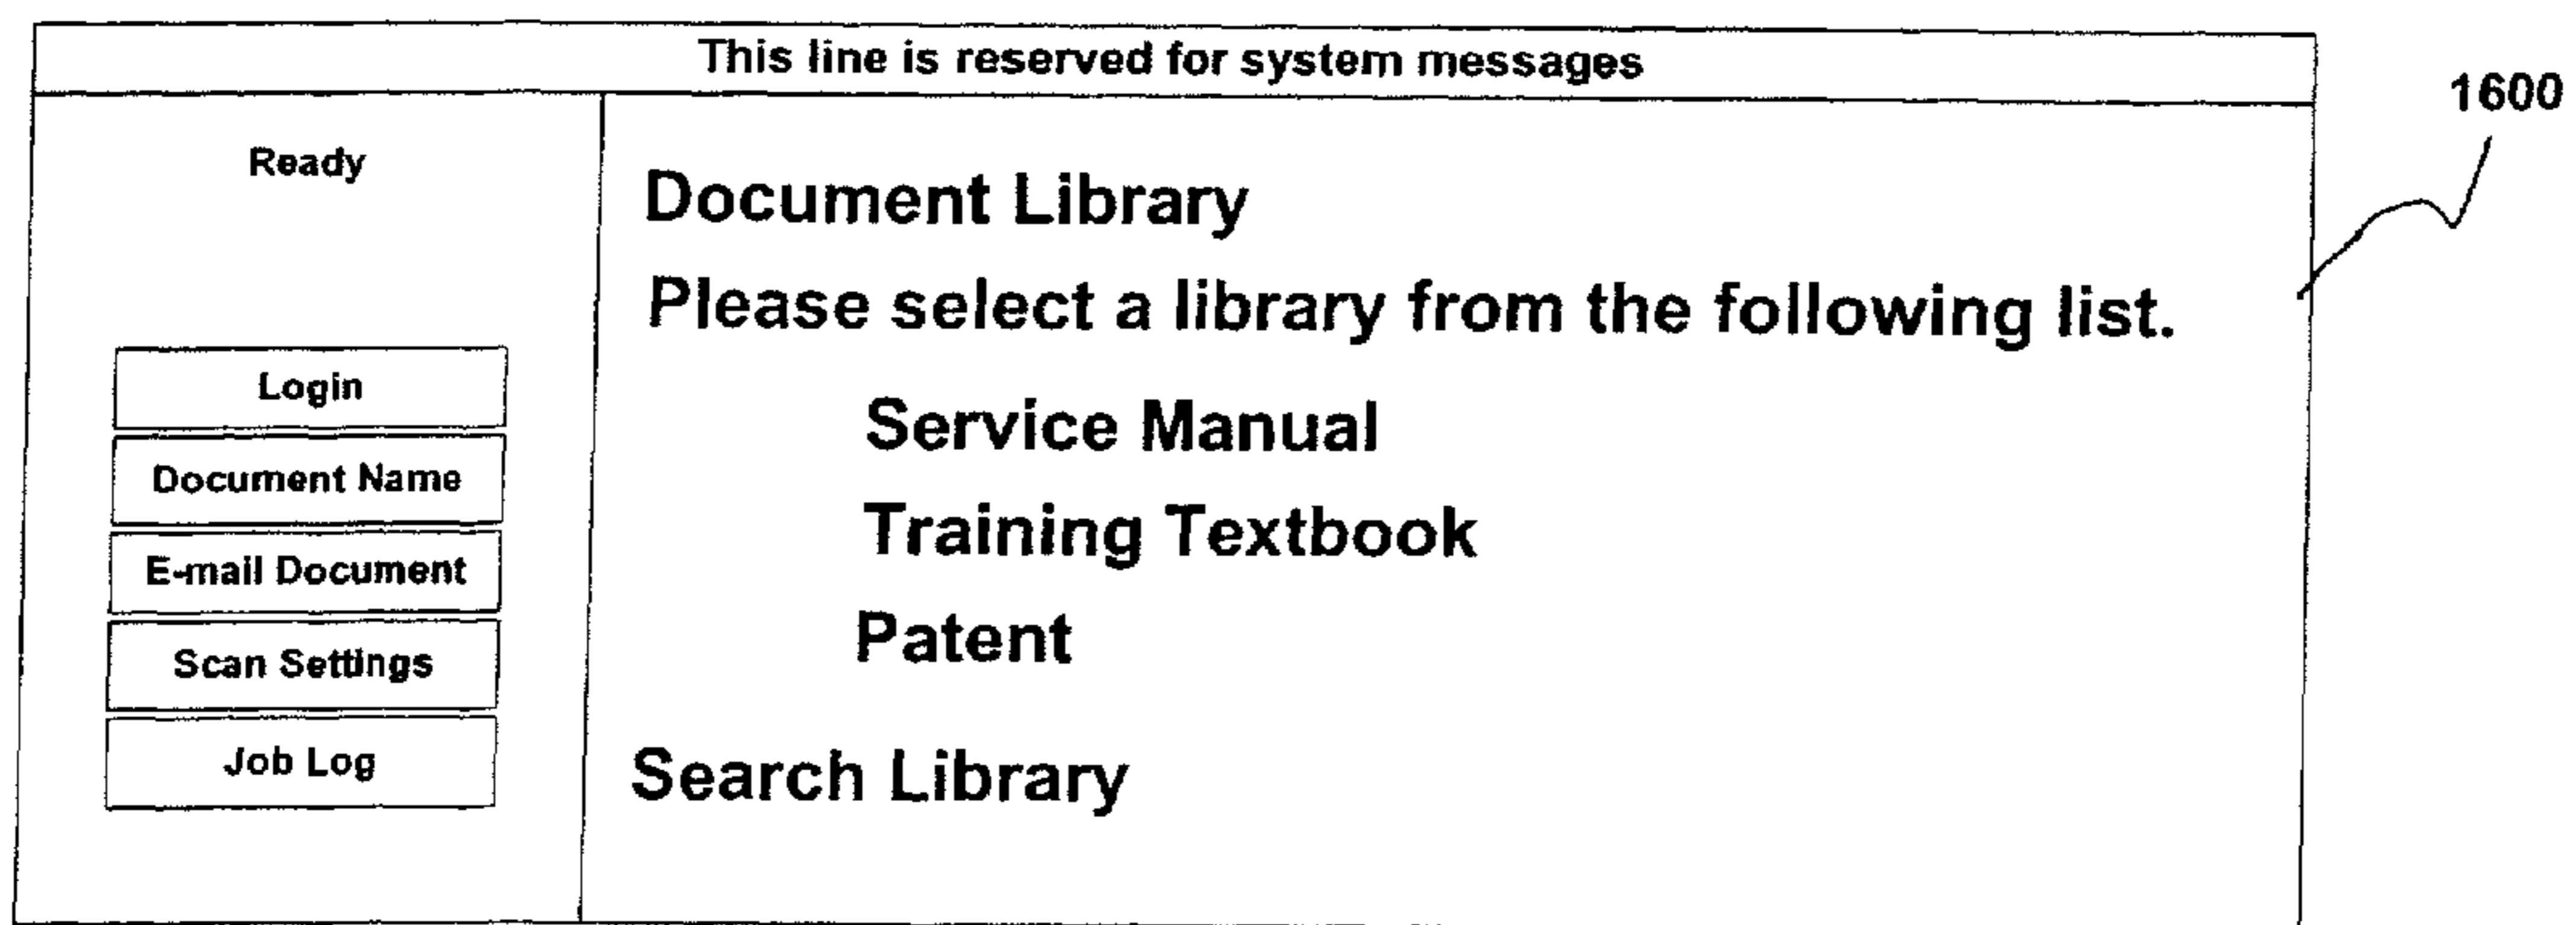 This line is reserved for system messages
1600
Ready
Login
Document Name
E-mail Document
Scan Settings
Job Log
Document Library
Please select a library from the following list.
Service Manual
Training Textbook
Patent
Search Library